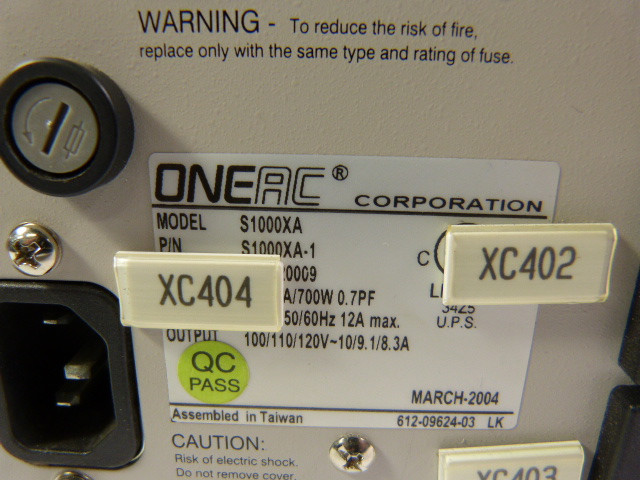 WARNING - To reduce the risk of fire,
replace only with the same type and rating of fuse.
ONEAC® CORPORATION
MODEL S1000XA
P/N S1000XA-1
XC404
XC402
20009
C
A/700W 0.7PF
50/60Hz 12A max.
3425
U.P.S.
OUTPUT 100/110/120V~10/9.1/8.3A
QC
PASS
MARCH-2004
Assembled in Taiwan 612-09624-03 LK
CAUTION:
Risk of electric shock.
Do not remove cover.
XC403